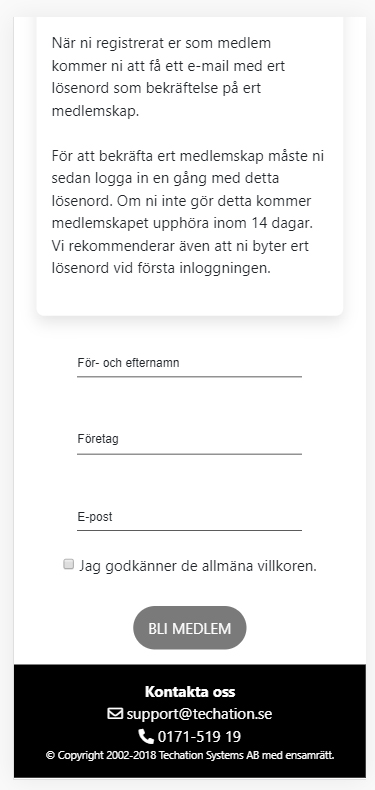 När ni registrerat er som medlem
kommer ni att få ett e-mail med ert
lösenord som bekräftelse på ert
medlemskap.
För att bekräfta ert medlemskap måste ni
sedan logga in en gång med detta
lösenord. Om ni inte gör detta kommer
medlemskapet upphöra inom 14 dagar.
Vi rekommenderar även att ni byter ert
lösenord vid första inloggningen.
För- och efternamn
Företag
E-post
Jag godkänner de allmäna villkoren.
BLI MEDLEM
Kontakta oss
support@techation.se
0171-519 19
© Copyright 2002-2018 Techation Systems AB med ensamrätt.